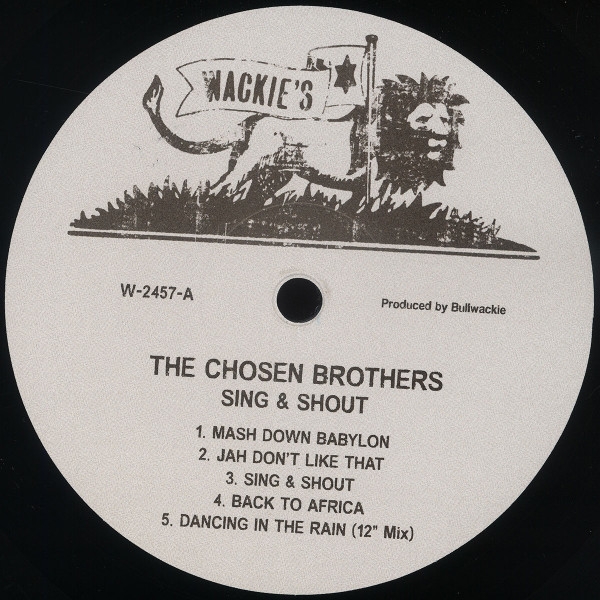 WACKIE'S
W-2457-A
Produced by Bullwackie
THE CHOSEN BROTHERS
SING & SHOUT
1. MASH DOWN BABYLON
2. JAH DON'T LIKE THAT
3. SING & SHOUT
4. BACK TO AFRICA
5. DANCING IN THE RAIN (12" Mix)